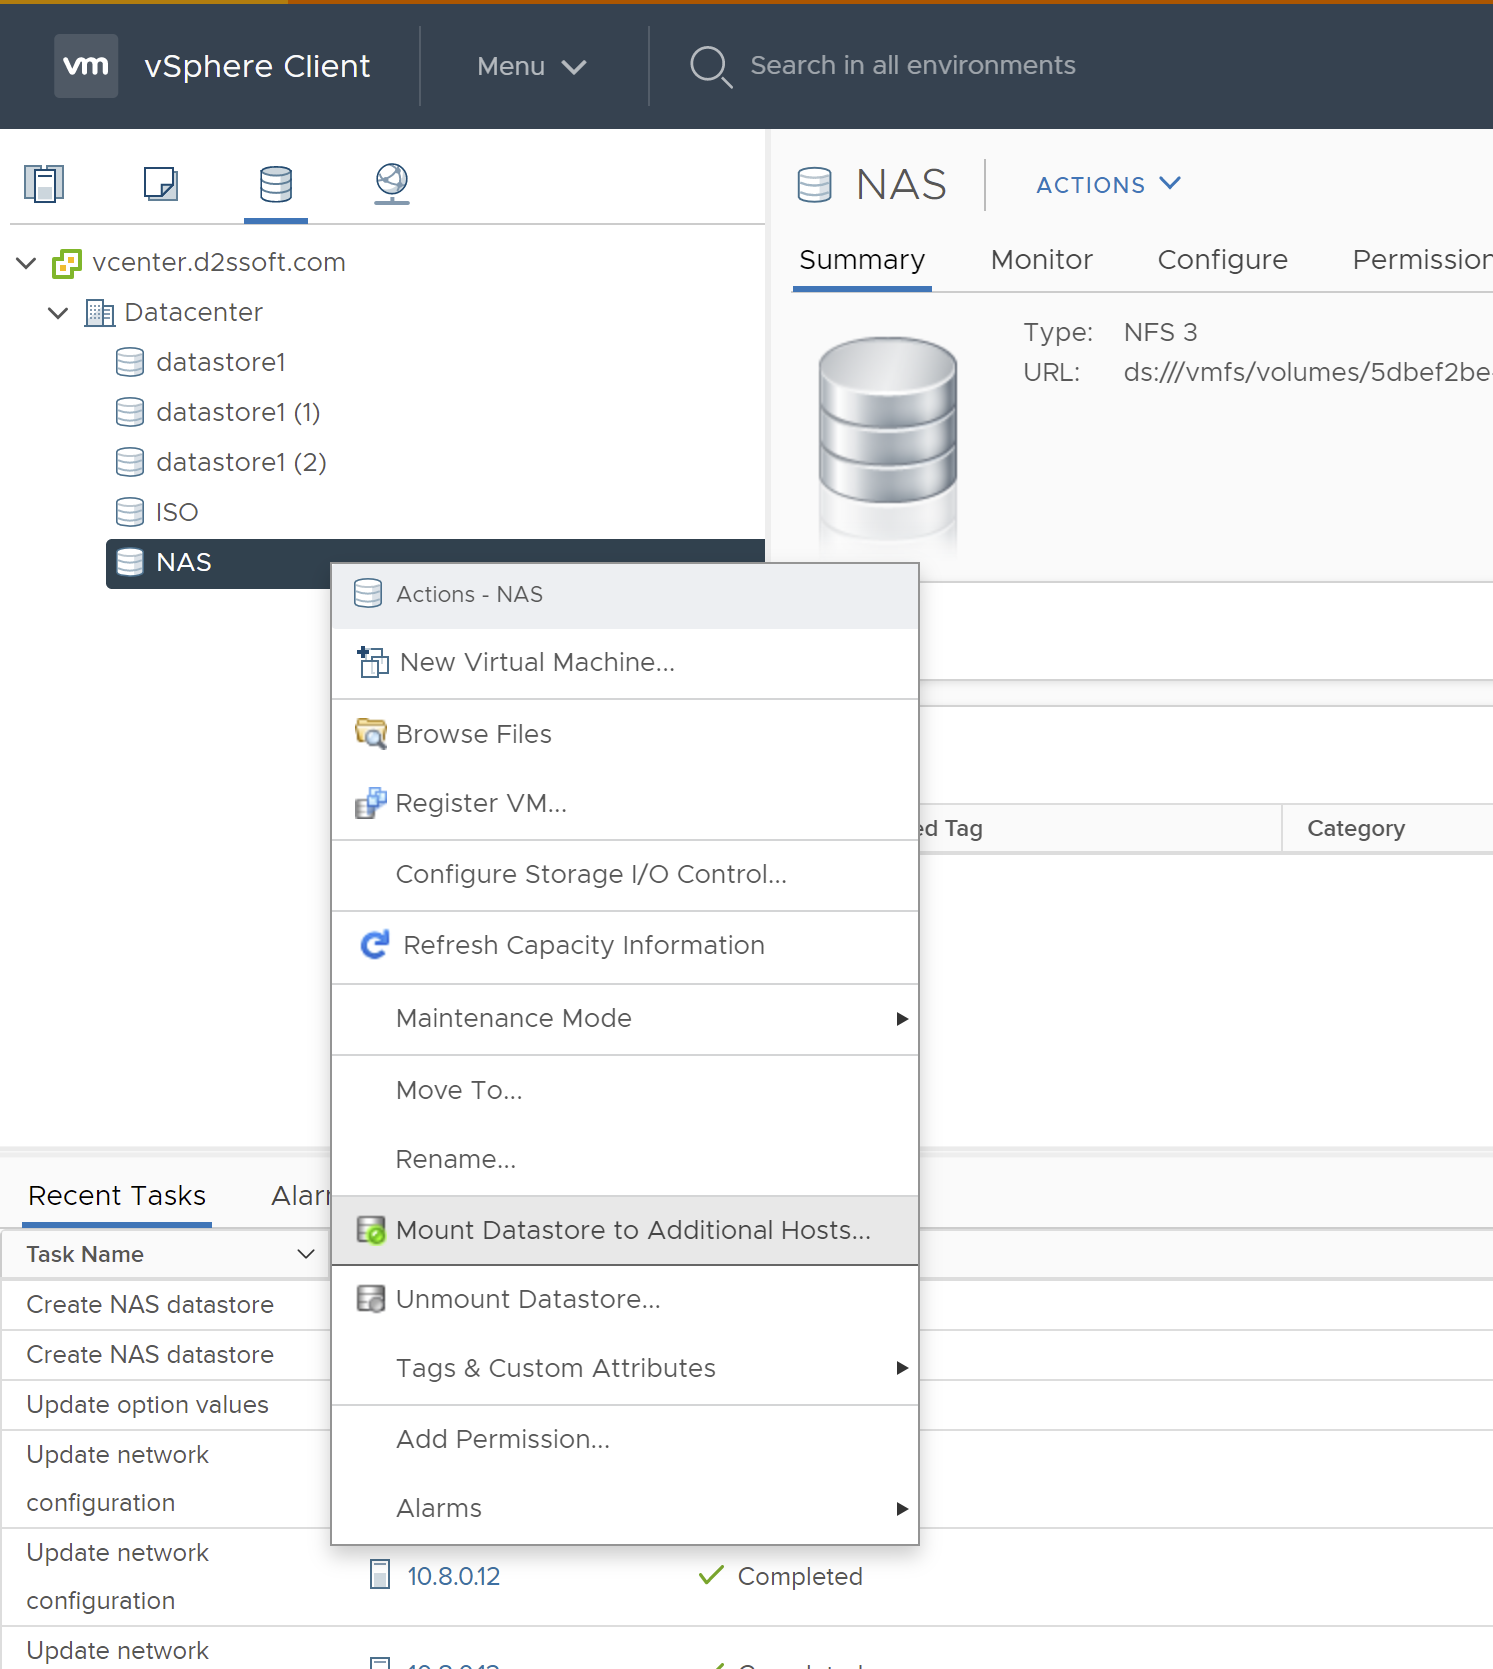 vm vSphere Client Menu Search in all environments
NAS ACTIONS
Summary Monitor Configure Permission
vcenter.d2ssoft.com
Datacenter
datastore1
datastore1 (1)
datastore1 (2)
ISO
NAS
Type: NFS 3
URL: ds:///vmfs/volumes/5dbef2be
Actions - NAS
New Virtual Machine...
Browse Files
Register VM...
Configure Storage I/O Control...
Refresh Capacity Information
Maintenance Mode
Move To...
Rename...
Mount Datastore to Additional Hosts...
Unmount Datastore...
Tags & Custom Attributes
Add Permission...
Alarms
ed Tag Category
Recent Tasks Alar
Task Name
Create NAS datastore
Create NAS datastore
Update option values
Update network
configuration
Update network
configuration
10.8.0.12 Completed
Update network